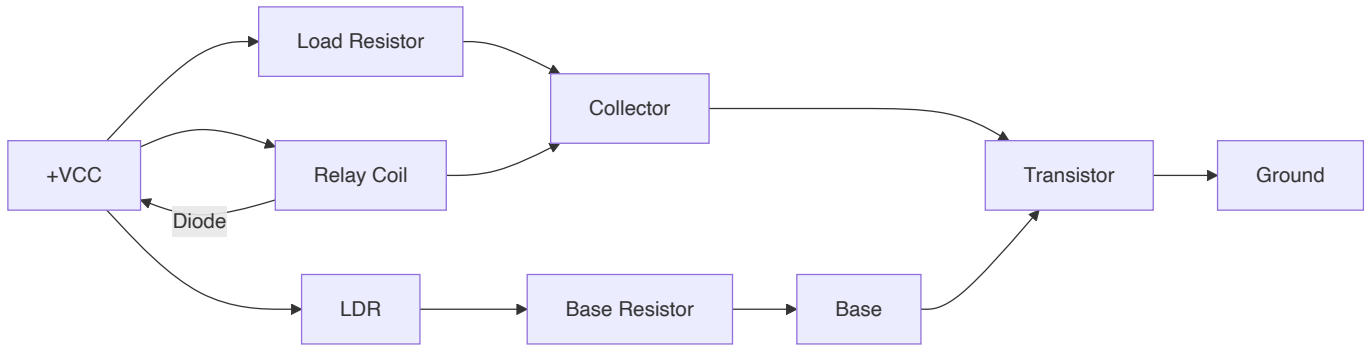 Load Resistor
Collector
+VCC
Relay Coil
Transistor
Ground
Diode
LDR
Base Resistor
Base